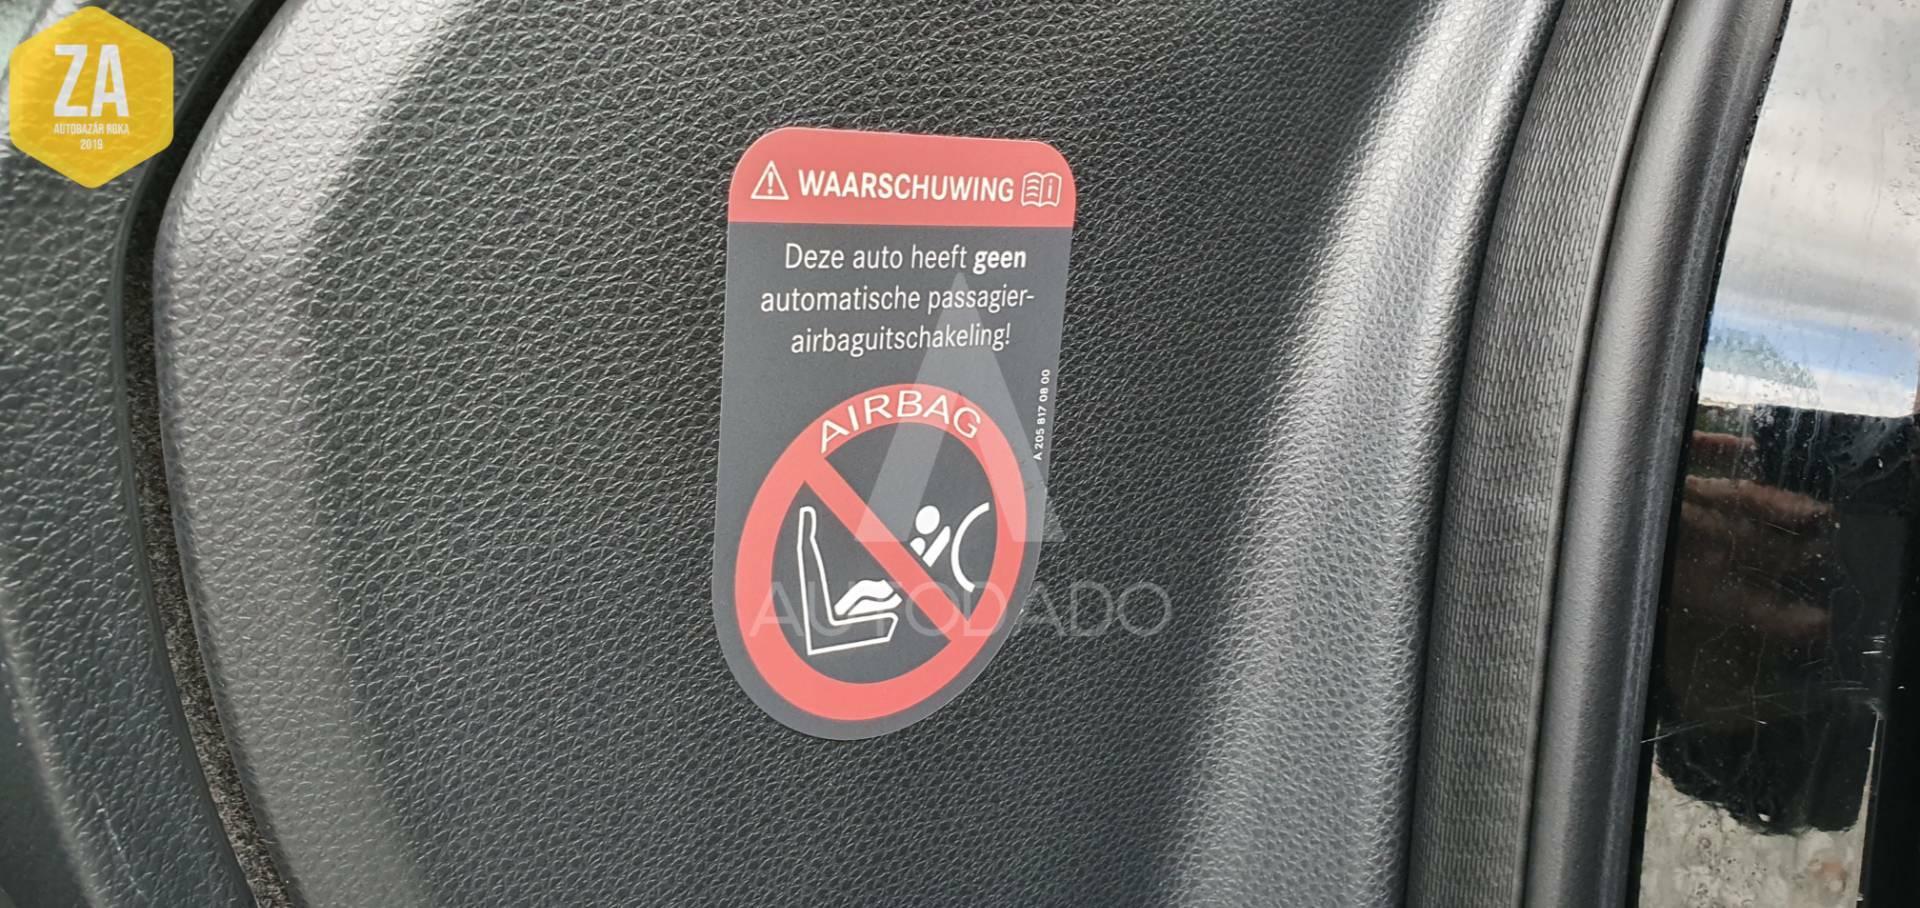 ZA
AUTOBAZÁR ROKA
2019
WAARSCHUWING
Deze auto heeft geen
automatische passagier-
airbaguitschakeling!
A 205 817 08 00
AIRBAG
AUTODADO